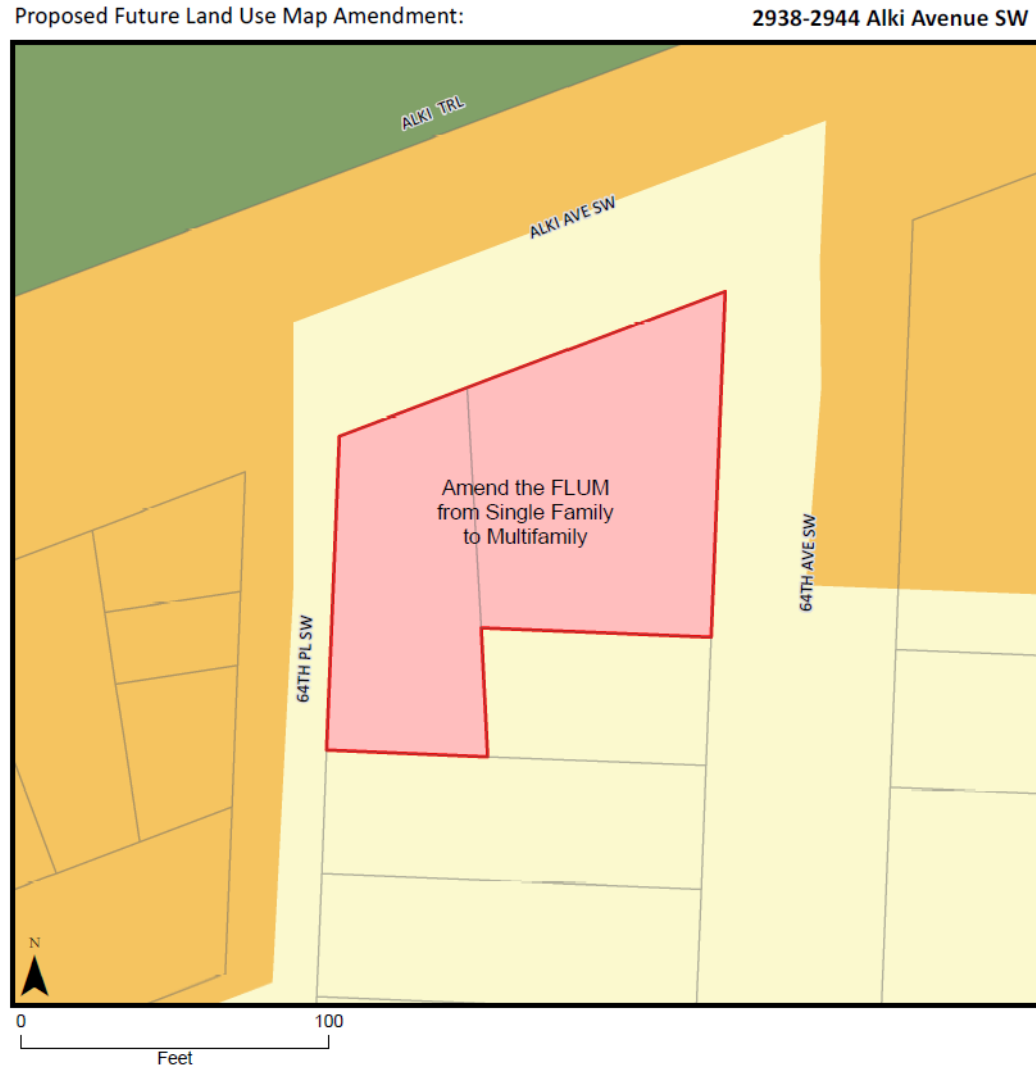 Proposed Future Land Use Map Amendment:
2938-2944 Alki Avenue SW
ALKI TRL
ALKI AVE SW
Amend the FLUM
from Single Family
to Multifamily
64TH AVE SW
64TH PL SW
N
0
100
Feet